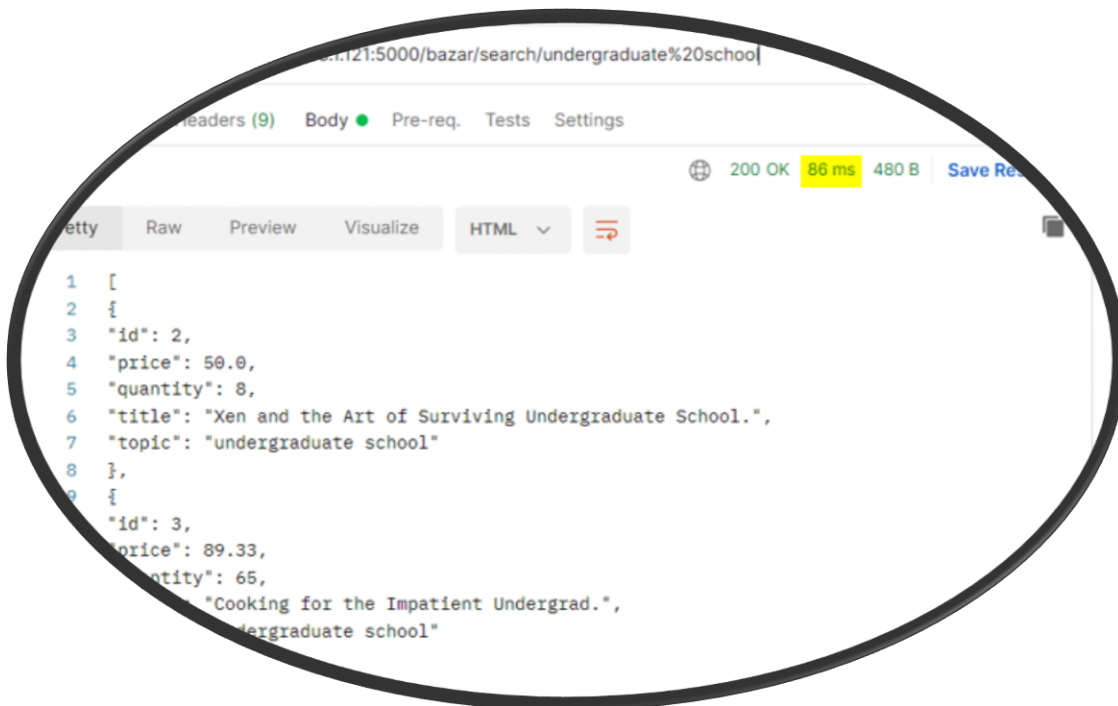 .1.121:5000/bazar/search/undergraduate%20school
eaders (9) Body Pre-req. Tests Settings
200 OK 86 ms 480 B Save Res
etty Raw Preview Visualize HTML
1 [
2 {
3 "id": 2,
4 "price": 50.0,
5 "quantity": 8,
6 "title": "Xen and the Art of Surviving Undergraduate School.",
7 "topic": "undergraduate school"
8 },
9 {
"id": 3,
price": 89.33,
ntity": 65,
"Cooking for the Impatient Undergrad.",
dergraduate school"